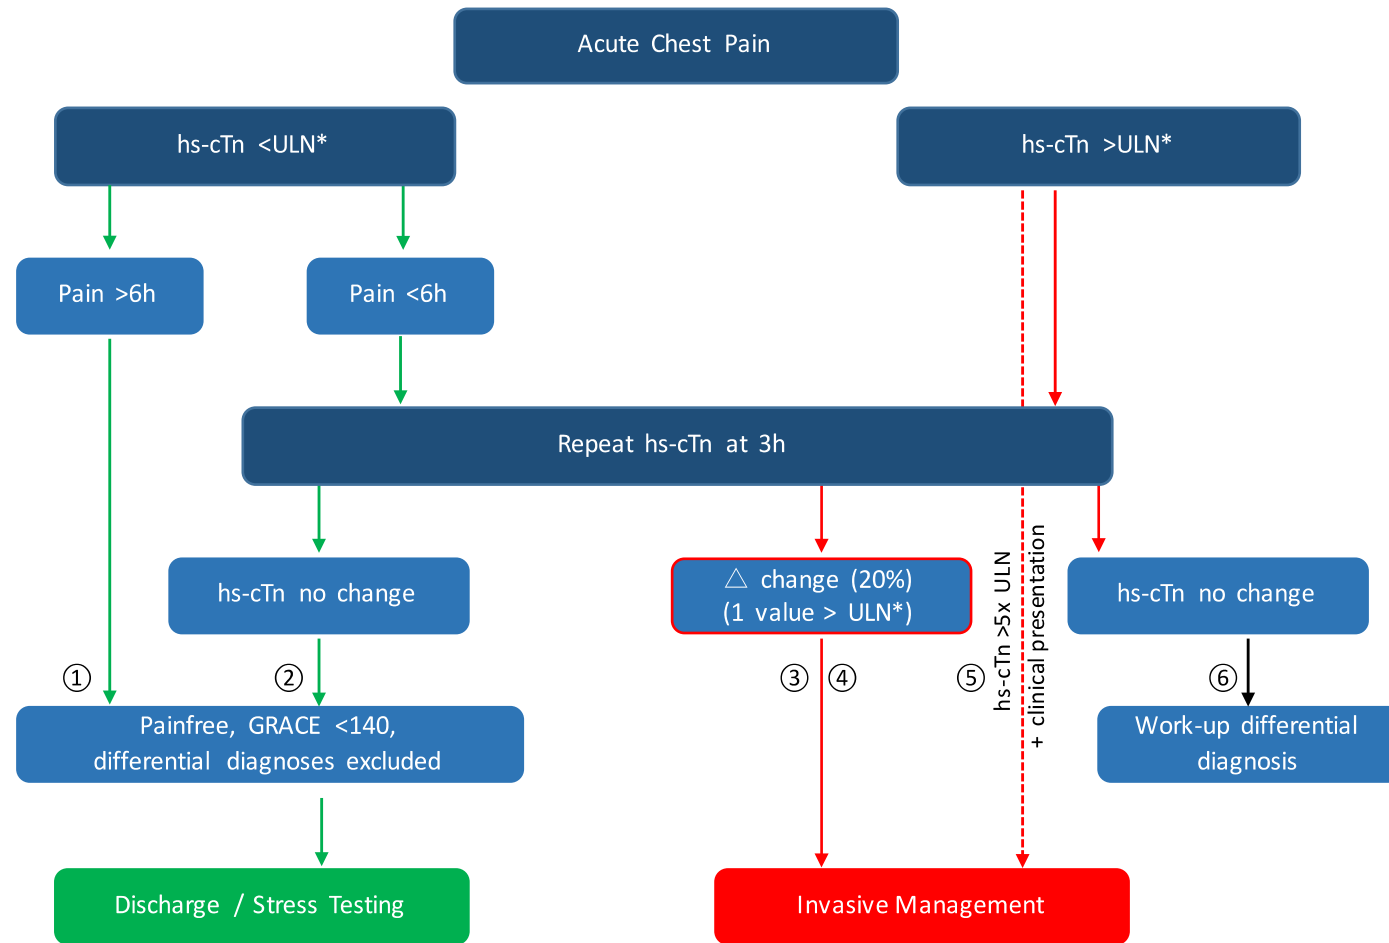 Acute Chest Pain
hs-cTn <ULN*
hs-cTn >ULN*
Pain >6h
Pain <6h
Repeat hs-cTn at 3h
hs-cTn no change
△ change (20%)
(1 value > ULN*)
hs-cTn >5x ULN
+ clinical presentation
hs-cTn no change
①
②
③
④
⑤
⑥
Painfree, GRACE <140,
differential diagnoses excluded
Work-up differential
diagnosis
Discharge / Stress Testing
Invasive Management